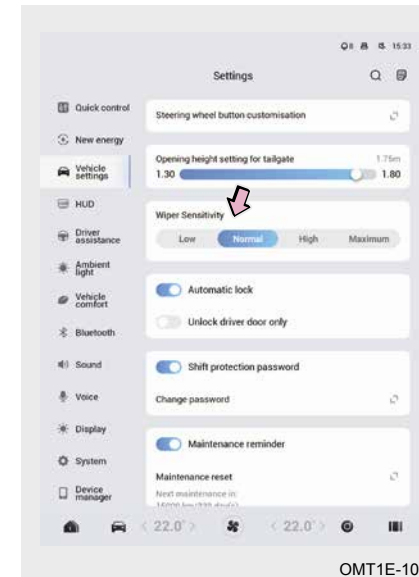 15:33
Settings
Quick control
New energy
Vehicle
settings
HUD
Driver
assistance
Ambient
light
Vehicle
comfort
Bluetooth
Sound
Voice
Display
System
Device
manager
Steering wheel button customisation
Opening height setting for tailgate 1.75m
1.30 1.80
Wiper Sensitivity
Low Normal High Maximum
Automatic lock
Unlock driver door only
Shift protection password
Change password
Maintenance reminder
Maintenance reset
Next maintenance in:
22.0° 22.0°
OMT1E-10